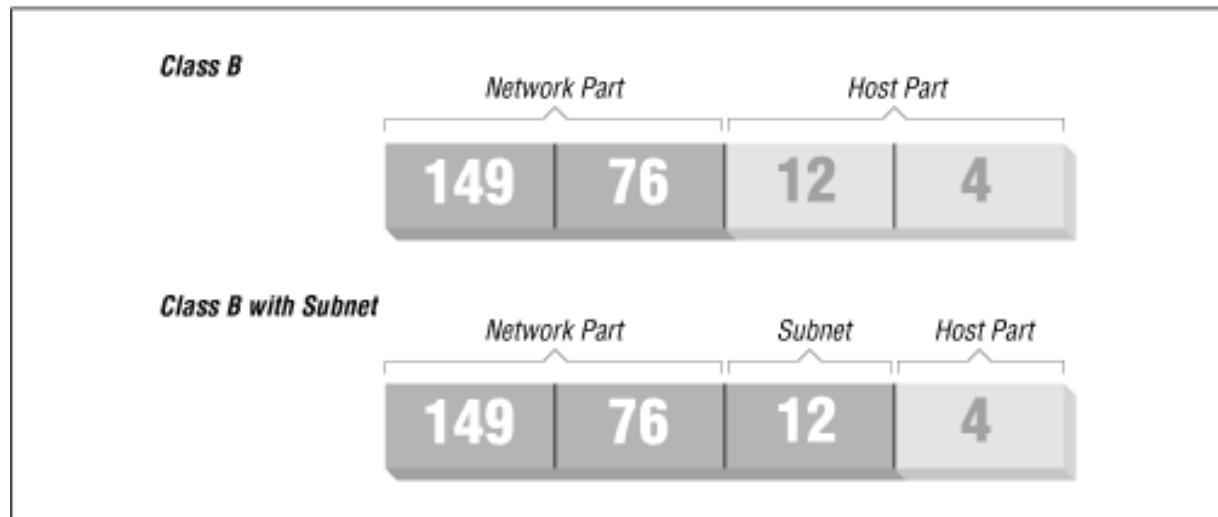 Class B
Network Part Host Part
149 76 12 4
Class B with Subnet
Network Part Subnet Host Part
149 76 12 4